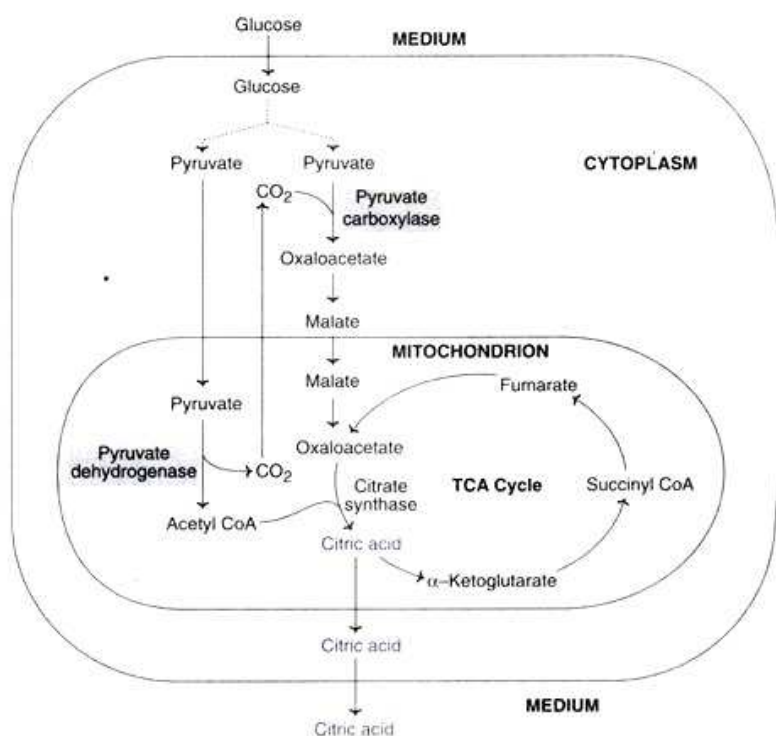 Glucose
MEDIUM
Glucose
Pyruvate
Pyruvate
CYTOPLASM
CO2
Pyruvate
carboxylase
Oxaloacetate
Malate
MITOCHONDRION
Malate
Fumarate
Pyruvate
Oxaloacetate
Pyruvate
dehydrogenase
CO2
Citrate
synthase
TCA Cycle
Succinyl CoA
Acetyl CoA
Citric acid
α–Ketoglutarate
Citric acid
MEDIUM
Citric acid